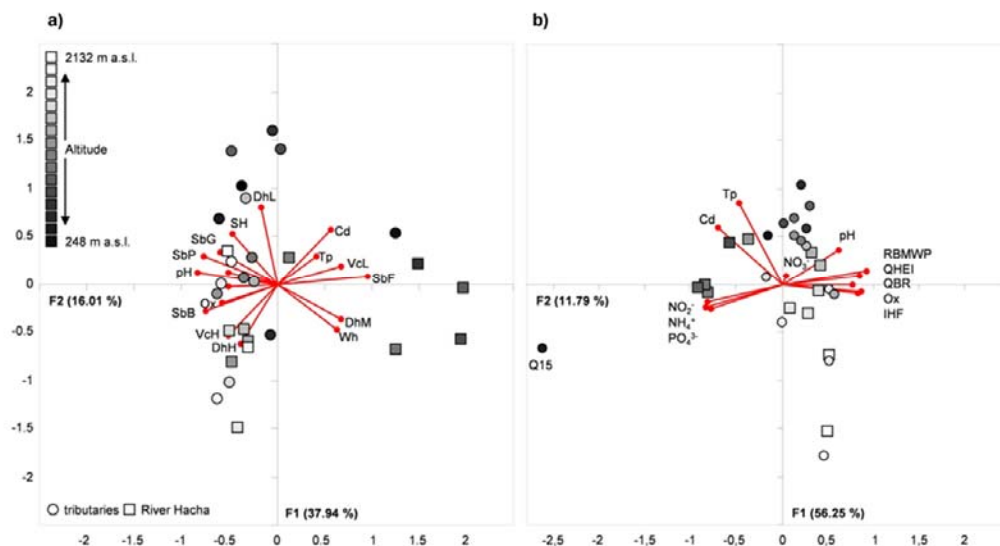 a)
b)
2132 m a.s.l.
Altitude
248 m a.s.l.
2
1.5
1
0.5
0
-0.5
-1
-1.5
-2
DhL
SH
Cd
SbG
Tp
SbP
VcL
pH
SbF
F2 (16.01 %)
Ox
SbB
DhM
VcH
Wh
DhH
tributaries
River Hacha
F1 (37.94 %)
-2
-1.5
-1
-0.5
0
0.5
1
1.5
2
Tp
Cd
pH
NO₃⁻
RBMWP
QHEI
QBR
Ox
IHF
F2 (11.79 %)
NO₂⁻
NH₄⁺
PO₄³⁻
Q15
F1 (56.25 %)
-2,5
-2
-1,5
-1
-0,5
0
0,5
1
1,5
2